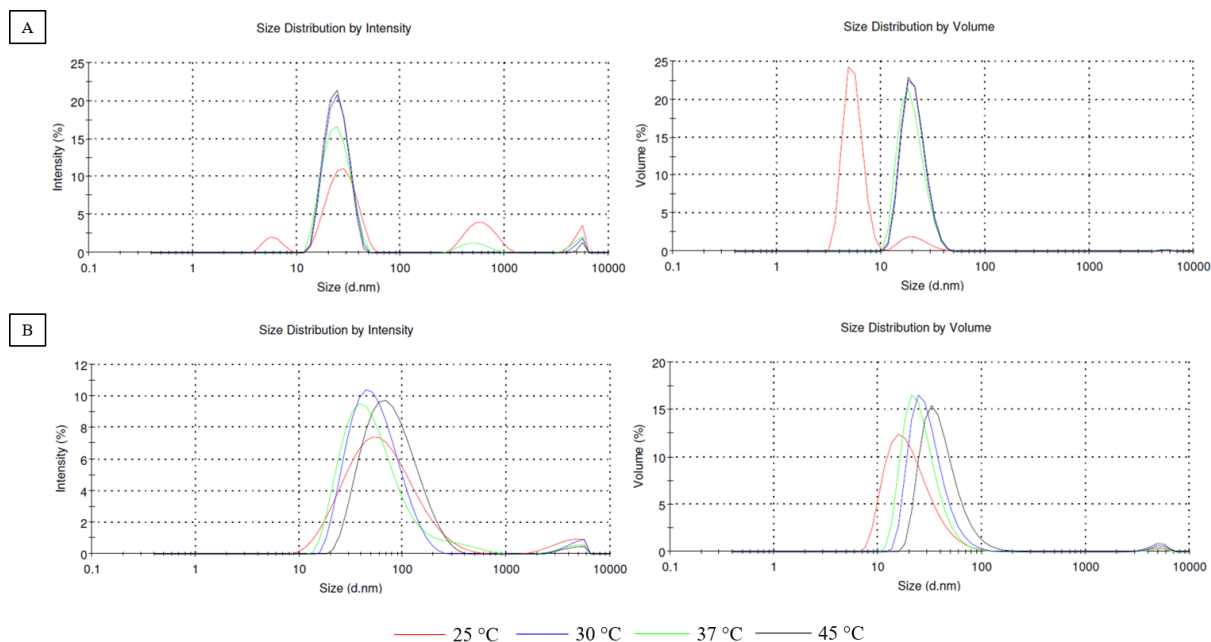 A
Size Distribution by Intensity
25
20
15
10
5
0
Intensity (%)
0.1 1 10 100 1000 10000
Size (d.nm)
Size Distribution by Volume
25
20
15
10
5
0
Volume (%)
0.1 1 10 100 1000 10000
Size (d.nm)
B
Size Distribution by Intensity
12
10
8
6
4
2
0
Intensity (%)
0.1 1 10 100 1000 10000
Size (d.nm)
Size Distribution by Volume
20
15
10
5
0
Volume (%)
0.1 1 10 100 1000 10000
Size (d.nm)
25 °C 30 °C 37 °C 45 °C